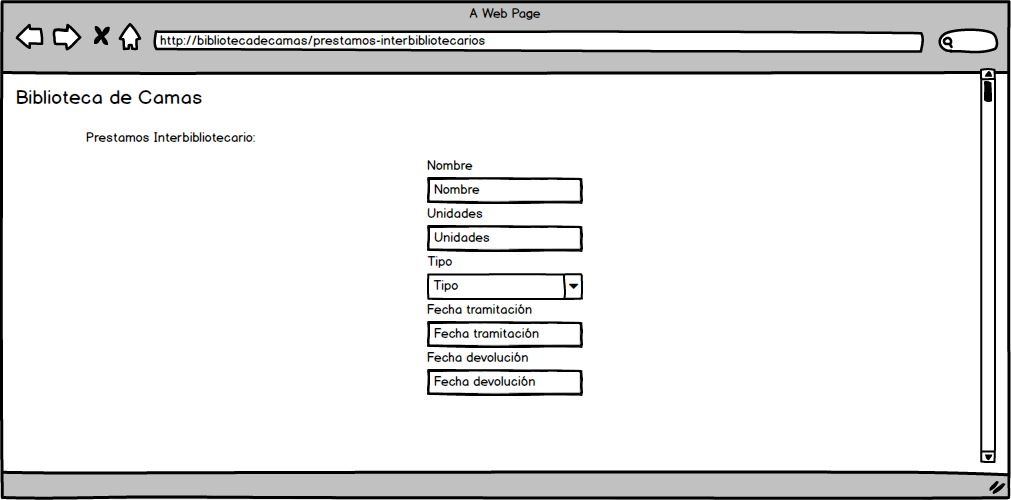 A Web Page
http://bibliotecadecamas/prestamos-interbibliotecarios
Biblioteca de Camas
Prestamos Interbibliotecario:
Nombre
Nombre
Unidades
Unidades
Tipo
Tipo
Fecha tramitación
Fecha tramitación
Fecha devolución
Fecha devolución